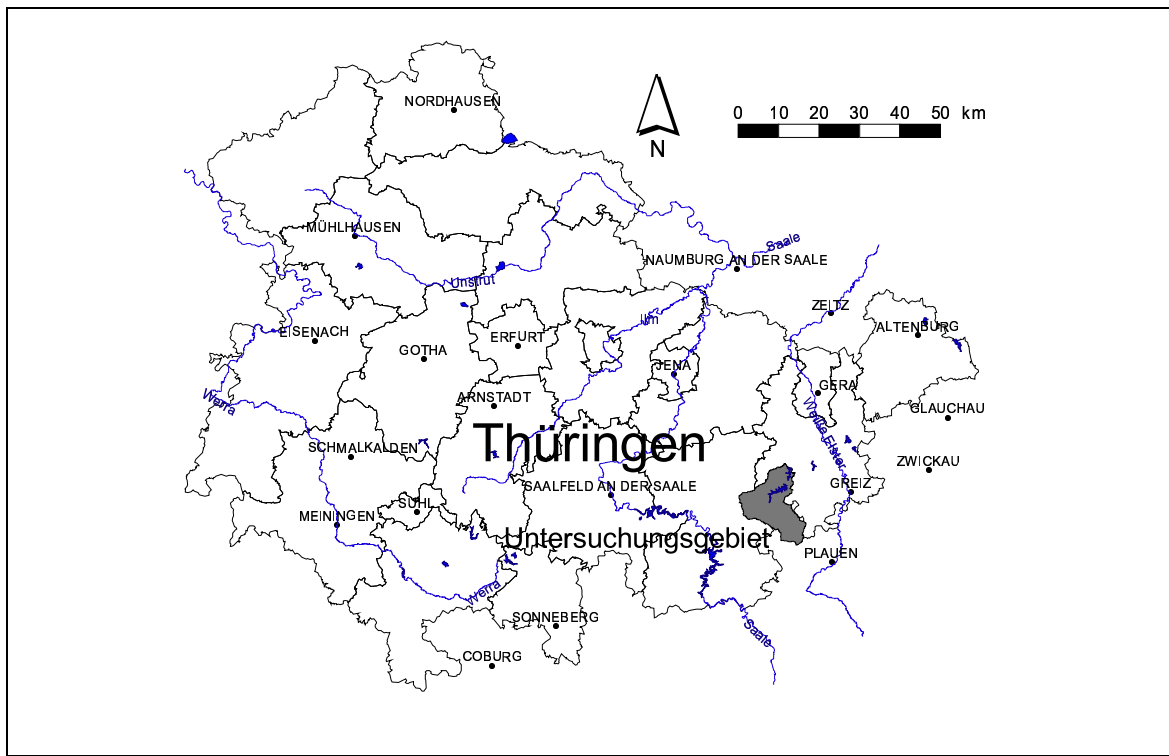 NORDHAUSEN
0 10 20 30 40 50 km
N
MÜHLHAUSEN
Saale
NAUMBURG AN DER SAALE
Unstrut
ZEITZ
Ilm
ALTENBURG
EISENACH
ERFURT
GOTHA
JENA
GERA
Werra
ARNSTADT
GLAUCHAU
Weiße Elster
Thüringen
SCHMALKALDEN
ZWICKAU
SAALFELD AN DER SAALE
GREIZ
SUHL
MEININGEN
Untersuchungsgebiet
PLAUEN
Werra
SONNEBERG
Saale
COBURG